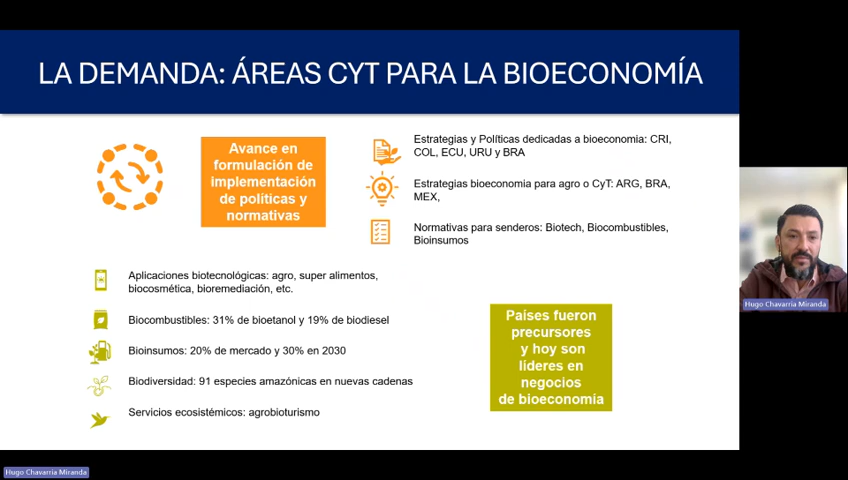 LA DEMANDA: ÁREAS CYT PARA LA BIOECONOMÍA
Avance en
formulación de
implementación
de políticas y
normativas
Estrategias y Políticas dedicadas a bioeconomia: CRI,
COL, ECU, URU y BRA
Estrategias bioeconomia para agro o CyT: ARG, BRA,
MEX,
Normativas para senderos: Biotech, Biocombustibles,
Bioinsumos
Aplicaciones biotecnológicas: agro, super alimentos,
biocosmética, bioremediación, etc.
Biocombustibles: 31% de bioetanol y 19% de biodiesel
Bioinsumos: 20% de mercado y 30% en 2030
Biodiversidad: 91 especies amazónicas en nuevas cadenas
Servicios ecosistémicos: agrobioturismo
Países fueron
precursores
y hoy son
líderes en
negocios
de bioeconomía
Hugo Chavarría Miranda
Hugo Chavarría Miranda